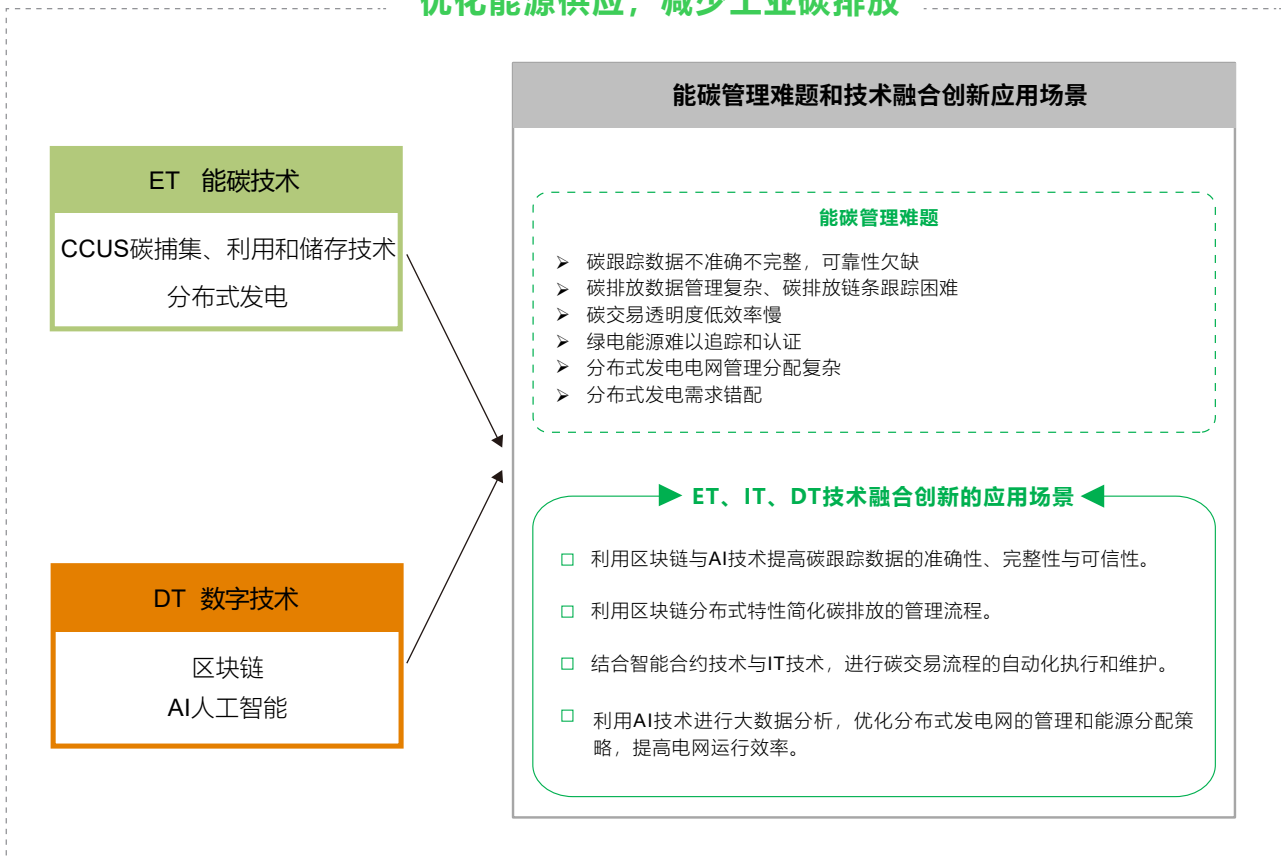 优化能源供应，减少工业碳排放
能碳管理难题和技术融合创新应用场景
ET 能碳技术
CCUS碳捕集、利用和储存技术
分布式发电
能碳管理难题
➢ 碳跟踪数据不准确不完整，可靠性欠缺
➢ 碳排放数据管理复杂、碳排放链条跟踪困难
➢ 碳交易透明度低效率慢
➢ 绿电能源难以追踪和认证
➢ 分布式发电电网管理分配复杂
➢ 分布式发电需求错配
ET、IT、DT技术融合创新的应用场景
□ 利用区块链与AI技术提高碳跟踪数据的准确性、完整性与可信性。
□ 利用区块链分布式特性简化碳排放的管理流程。
□ 结合智能合约技术与IT技术，进行碳交易流程的自动化执行和维护。
□ 利用AI技术进行大数据分析，优化分布式发电网的管理和能源分配策
略，提高电网运行效率。
DT 数字技术
区块链
AI人工智能